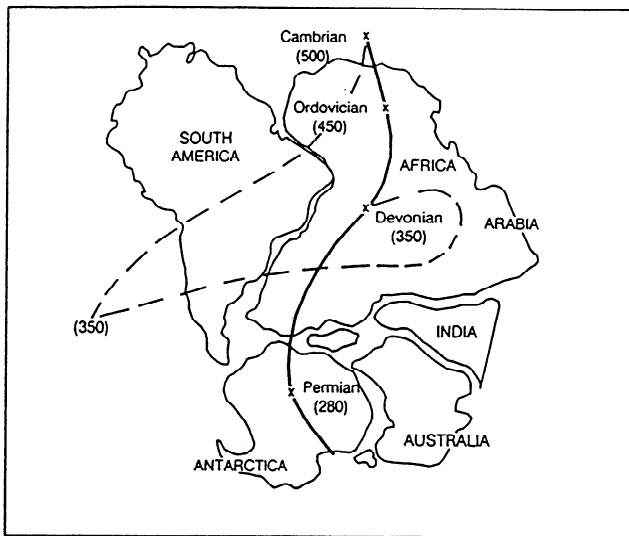 Cambrian
(500)
Ordovician
(450)
SOUTH
AMERICA
AFRICA
Devonian
(350)
ARABIA
(350)
INDIA
Permian
(280)
AUSTRALIA
ANTARCTICA